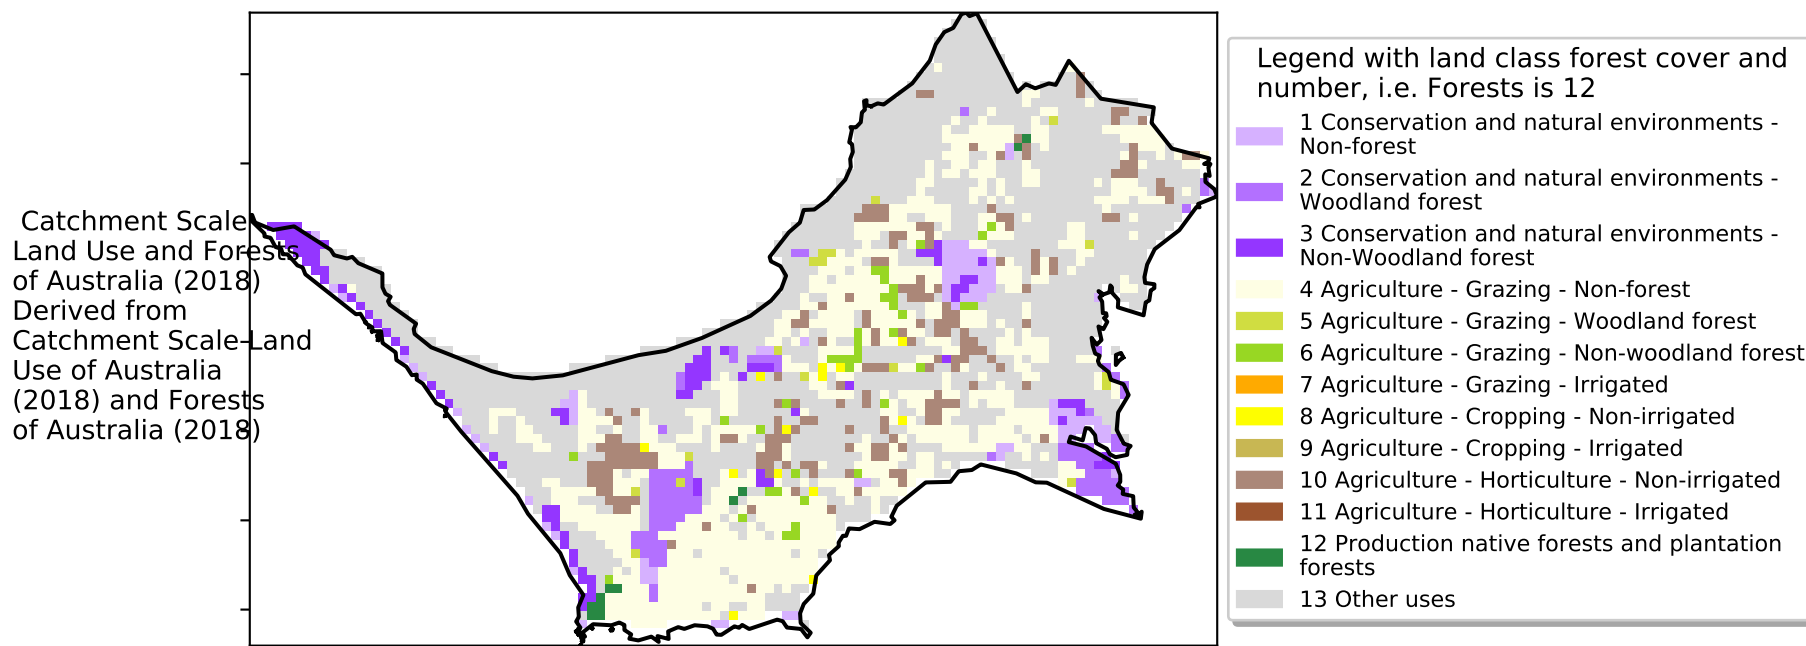 Catchment Scale
Land Use and Forests
of Australia (2018)
Derived from
Catchment Scale Land
Use of Australia
(2018) and Forests
of Australia (2018)
Legend with land class forest cover and
number, i.e. Forests is 12
1 Conservation and natural environments -
Non-forest
2 Conservation and natural environments -
Woodland forest
3 Conservation and natural environments -
Non-Woodland forest
4 Agriculture - Grazing - Non-forest
5 Agriculture - Grazing - Woodland forest
6 Agriculture - Grazing - Non-woodland forest
7 Agriculture - Grazing - Irrigated
8 Agriculture - Cropping - Non-irrigated
9 Agriculture - Cropping - Irrigated
10 Agriculture - Horticulture - Non-irrigated
11 Agriculture - Horticulture - Irrigated
12 Production native forests and plantation
forests
13 Other uses